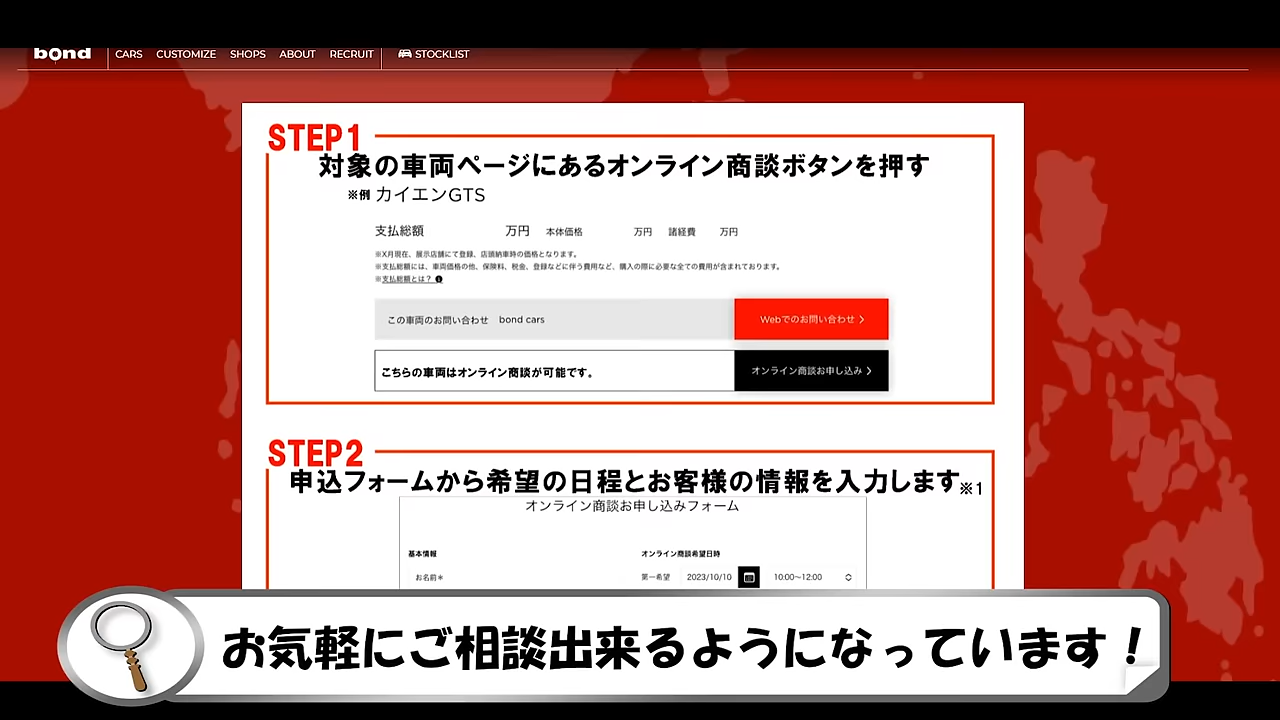 bond CARS CUSTOMIZE SHOPS ABOUT RECRUIT STOCKLIST
STEP1
対象の車両ページにあるオンライン商談ボタンを押す
※例 カイエンGTS
支払総額 万円 本体価格 万円 諸経費 万円
※X月現在、展示店舗にて登録、店頭納車時の価格となります。
※支払総額には、車両価格の他、保険料、税金、登録などに伴う費用など、購入の際に必要な全ての費用が含まれております。
※支払総額とは?
この車両のお問い合わせ bond cars Webでのお問い合わせ
こちらの車両はオンライン商談が可能です。 オンライン商談お申し込み
STEP2
申込フォームから希望の日程とお客様の情報を入力します※1
オンライン商談お申し込みフォーム
基本情報 オンライン商談希望日時
お名前* 第一希望 2023/10/10 10:00~12:00
お気軽にご相談出来るようになっています!